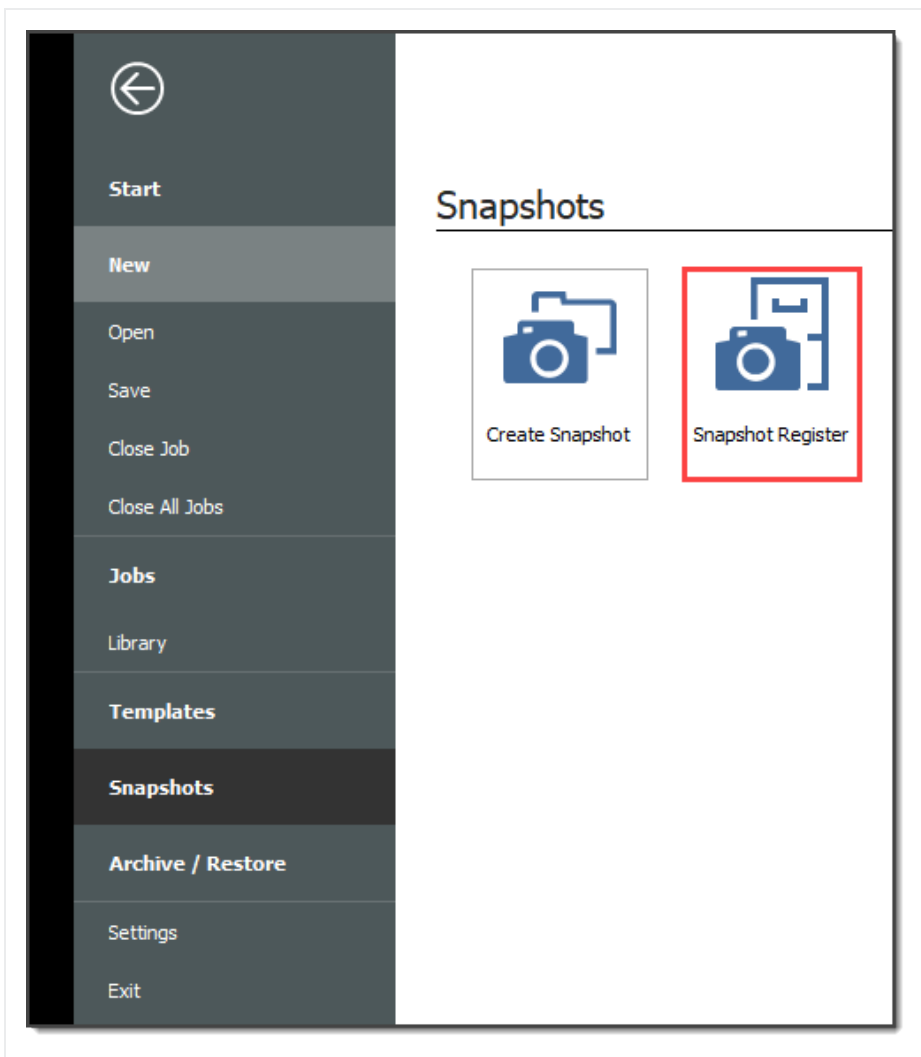 Start
New
Open
Save
Close Job
Close All Jobs
Jobs
Library
Templates
Snapshots
Archive / Restore
Settings
Exit
Snapshots
Create Snapshot
Snapshot Register